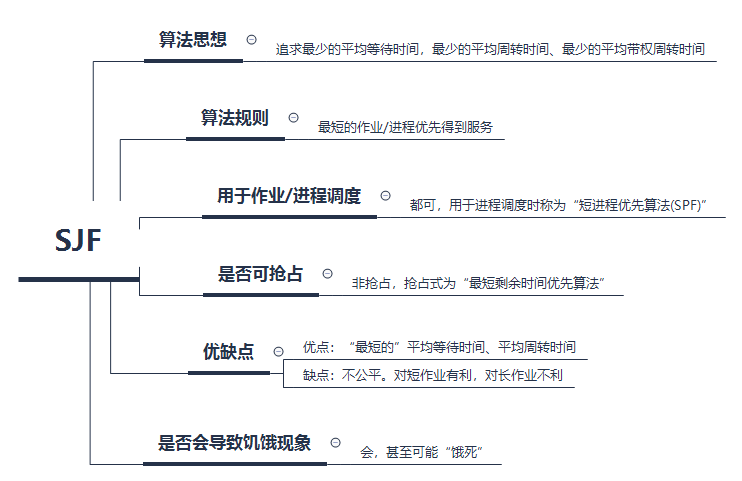 算法思想
追求最少的平均等待时间，最少的平均周转时间、最少的平均带权周转时间
算法规则
最短的作业/进程优先得到服务
用于作业/进程调度
都可，用于进程调度时称为“短进程优先算法(SPF)”
SJF
是否可抢占
非抢占，抢占式为“最短剩余时间优先算法”
优缺点
优点：“最短的”平均等待时间、平均周转时间
缺点：不公平。对短作业有利，对长作业不利
是否会导致饥饿现象
会，甚至可能“饿死”